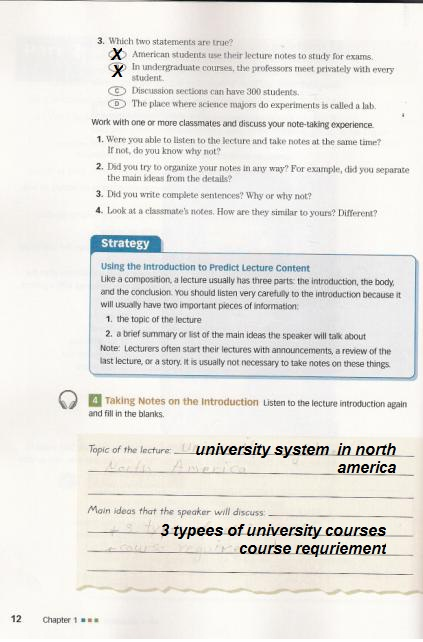 3. Which two statements are true?
X American students use their lecture notes to study for exams.
X In undergraduate courses, the professors meet privately with every
student.
C Discussion sections can have 300 students.
D The place where science majors do experiments is called a lab.
Work with one or more classmates and discuss your note-taking experience.
1. Were you able to listen to the lecture and take notes at the same time?
If not, do you know why not?
2. Did you try to organize your notes in any way? For example, did you separate
the main ideas from the details?
3. Did you write complete sentences? Why or why not?
4. Look at a classmate's notes. How are they similar to yours? Different?
Strategy
Using the Introduction to Predict Lecture Content
Like a composition, a lecture usually has three parts: the introduction, the body,
and the conclusion. You should listen very carefully to the introduction because it
will usually have two important pieces of information:
1. the topic of the lecture
2. a brief summary or list of the main ideas the speaker will talk about
Note: Lecturers often start their lectures with announcements, a review of the
last lecture, or a story. It is usually not necessary to take notes on these things.
4 Taking Notes on the Introduction Listen to the lecture introduction again
and fill in the blanks.
Topic of the lecture: university system in north
North America america
Main ideas that the speaker will discuss:
3 typees of university courses
course requriement
12 Chapter 1